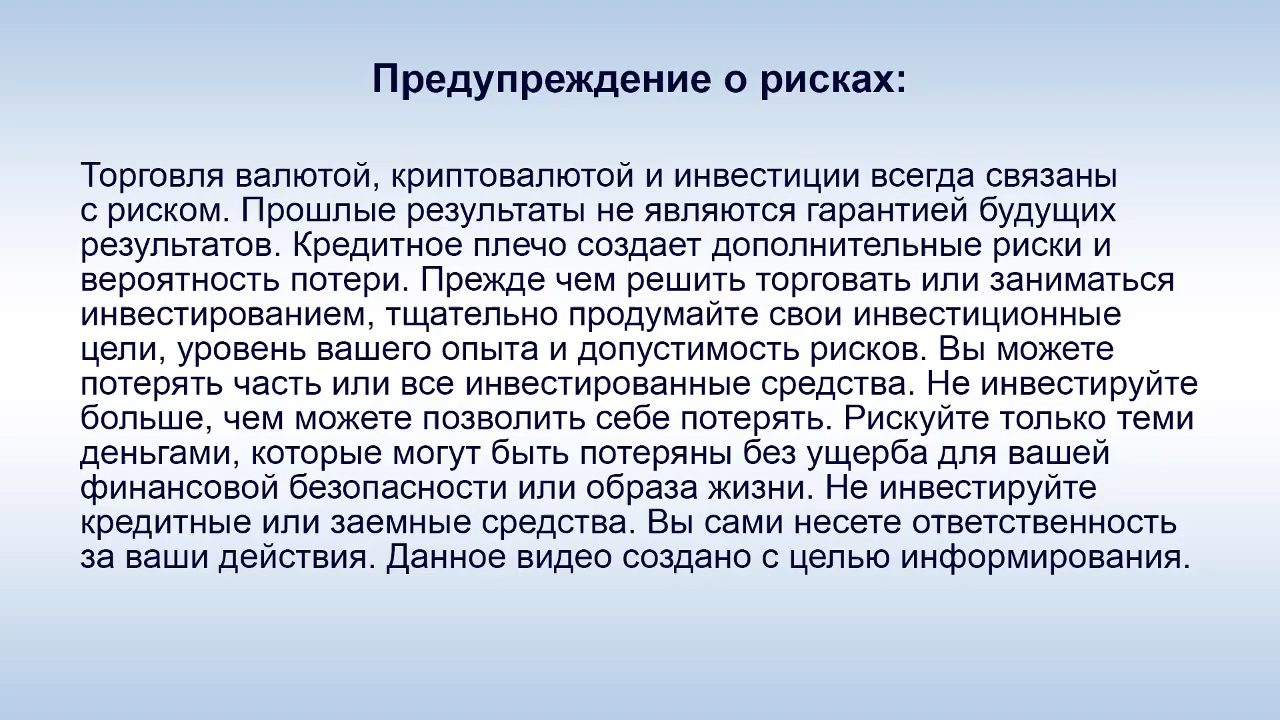 Предупреждение о рисках:
Торговля валютой, криптовалютой и инвестиции всегда связаны
с риском. Прошлые результаты не являются гарантией будущих
результатов. Кредитное плечо создает дополнительные риски и
вероятность потери. Прежде чем решить торговать или заниматься
инвестированием, тщательно продумайте свои инвестиционные
цели, уровень вашего опыта и допустимость рисков. Вы можете
потерять часть или все инвестированные средства. Не инвестируйте
больше, чем можете позволить себе потерять. Рискуйте только теми
деньгами, которые могут быть потеряны без ущерба для вашей
финансовой безопасности или образа жизни. Не инвестируйте
кредитные или заемные средства. Вы сами несете ответственность
за ваши действия. Данное видео создано с целью информирования.